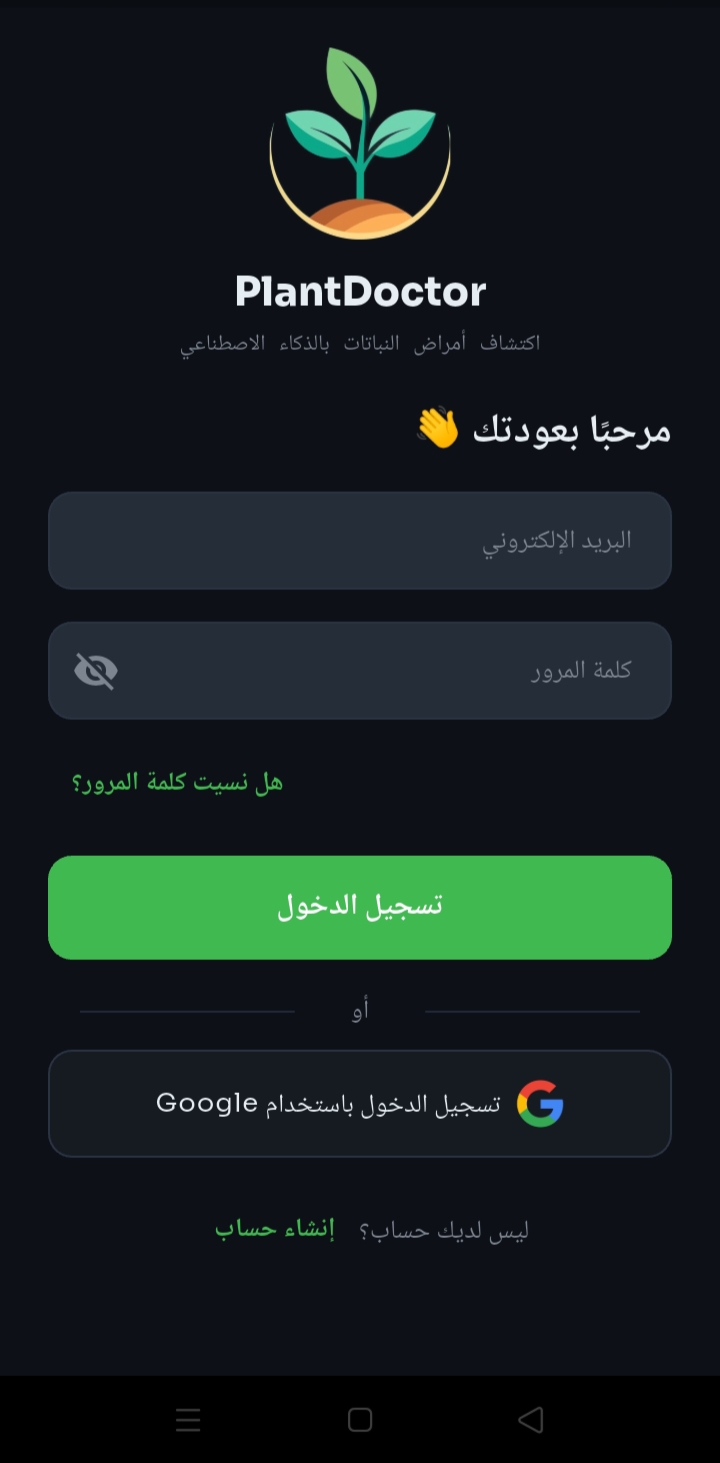 PlantDoctor
اكتشاف أمراض النباتات بالذكاء الاصطناعي
مرحبًا بعودتك 👋
البريد الإلكتروني
كلمة المرور
هل نسيت كلمة المرور؟
تسجيل الدخول
أو
تسجيل الدخول باستخدام Google
ليس لديك حساب؟ إنشاء حساب